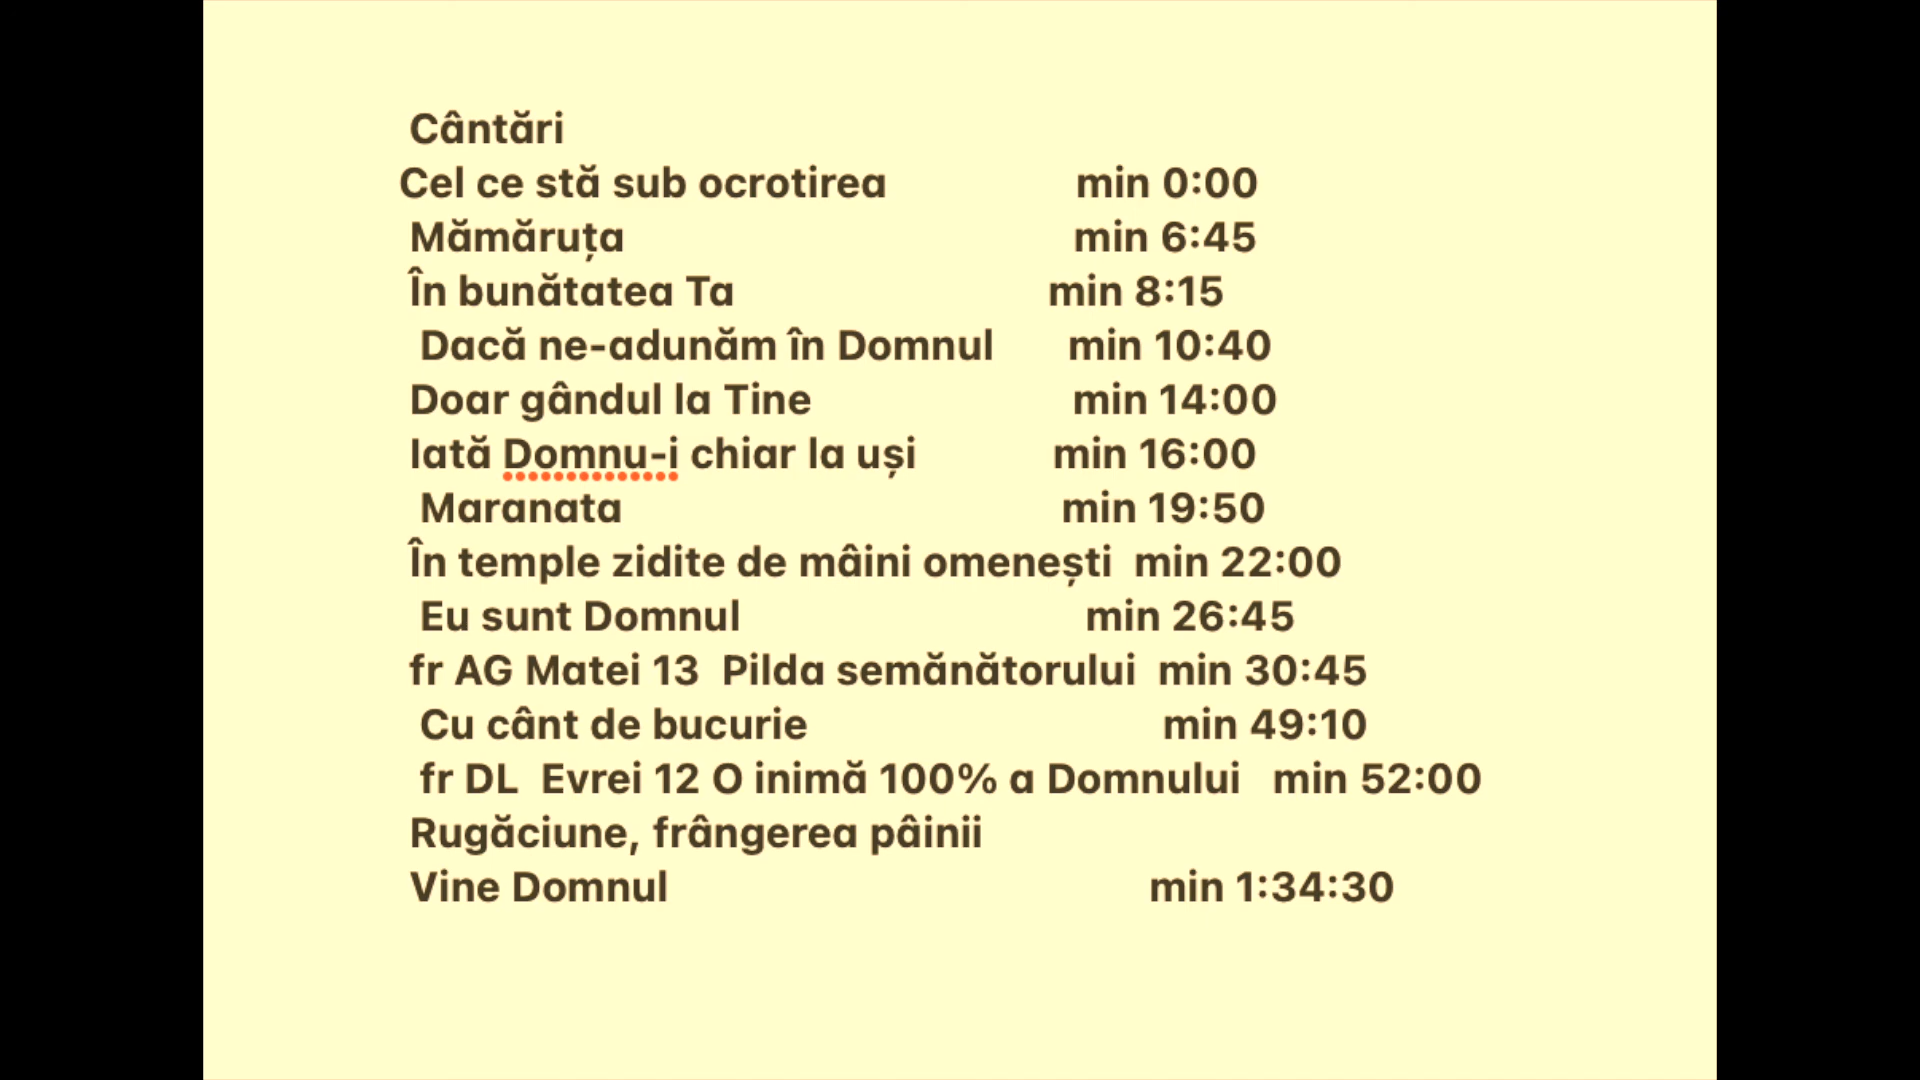 Cântări
Cel ce stă sub ocrotirea min 0:00
Mămăruța min 6:45
În bunătatea Ta min 8:15
Dacă ne-adunăm în Domnul min 10:40
Doar gândul la Tine min 14:00
Iată Domnu-i chiar la uși min 16:00
Maranata min 19:50
În temple zidite de mâini omenești min 22:00
Eu sunt Domnul min 26:45
fr AG Matei 13 Pilda semănătorului min 30:45
Cu cânt de bucurie min 49:10
fr DL Evrei 12 O inimă 100% a Domnului min 52:00
Rugăciune, frângerea pâinii
Vine Domnul min 1:34:30